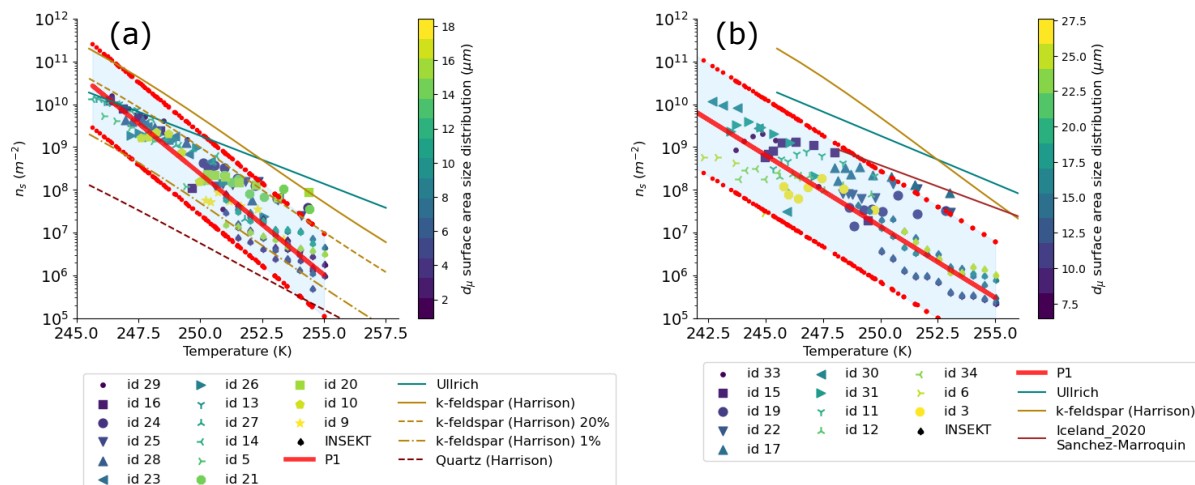 (a)
10^12
10^11
10^10
10^9
10^8
10^7
10^6
10^5
n_s (m^-2)
245.0 247.5 250.0 252.5 255.0 257.5
Temperature (K)
18
16
14
12
10
8
6
4
2
d_μ surface area size distribution (μm)
id 29
id 16
id 24
id 25
id 28
id 23
id 26
id 13
id 27
id 14
id 5
id 21
id 20
id 10
id 9
INSEKT
P1
Ullrich
k-feldspar (Harrison)
k-feldspar (Harrison) 20%
k-feldspar (Harrison) 1%
Quartz (Harrison)
(b)
10^12
10^11
10^10
10^9
10^8
10^7
10^6
10^5
n_s (m^-2)
242.5 245.0 247.5 250.0 252.5 255.0
Temperature (K)
27.5
25.0
22.5
20.0
17.5
15.0
12.5
10.0
7.5
d_μ surface area size distribution (μm)
id 33
id 15
id 19
id 22
id 17
id 30
id 31
id 11
id 12
id 34
id 6
id 3
INSEKT
P1
Ullrich
k-feldspar (Harrison)
Iceland_2020
Sanchez-Marroquin